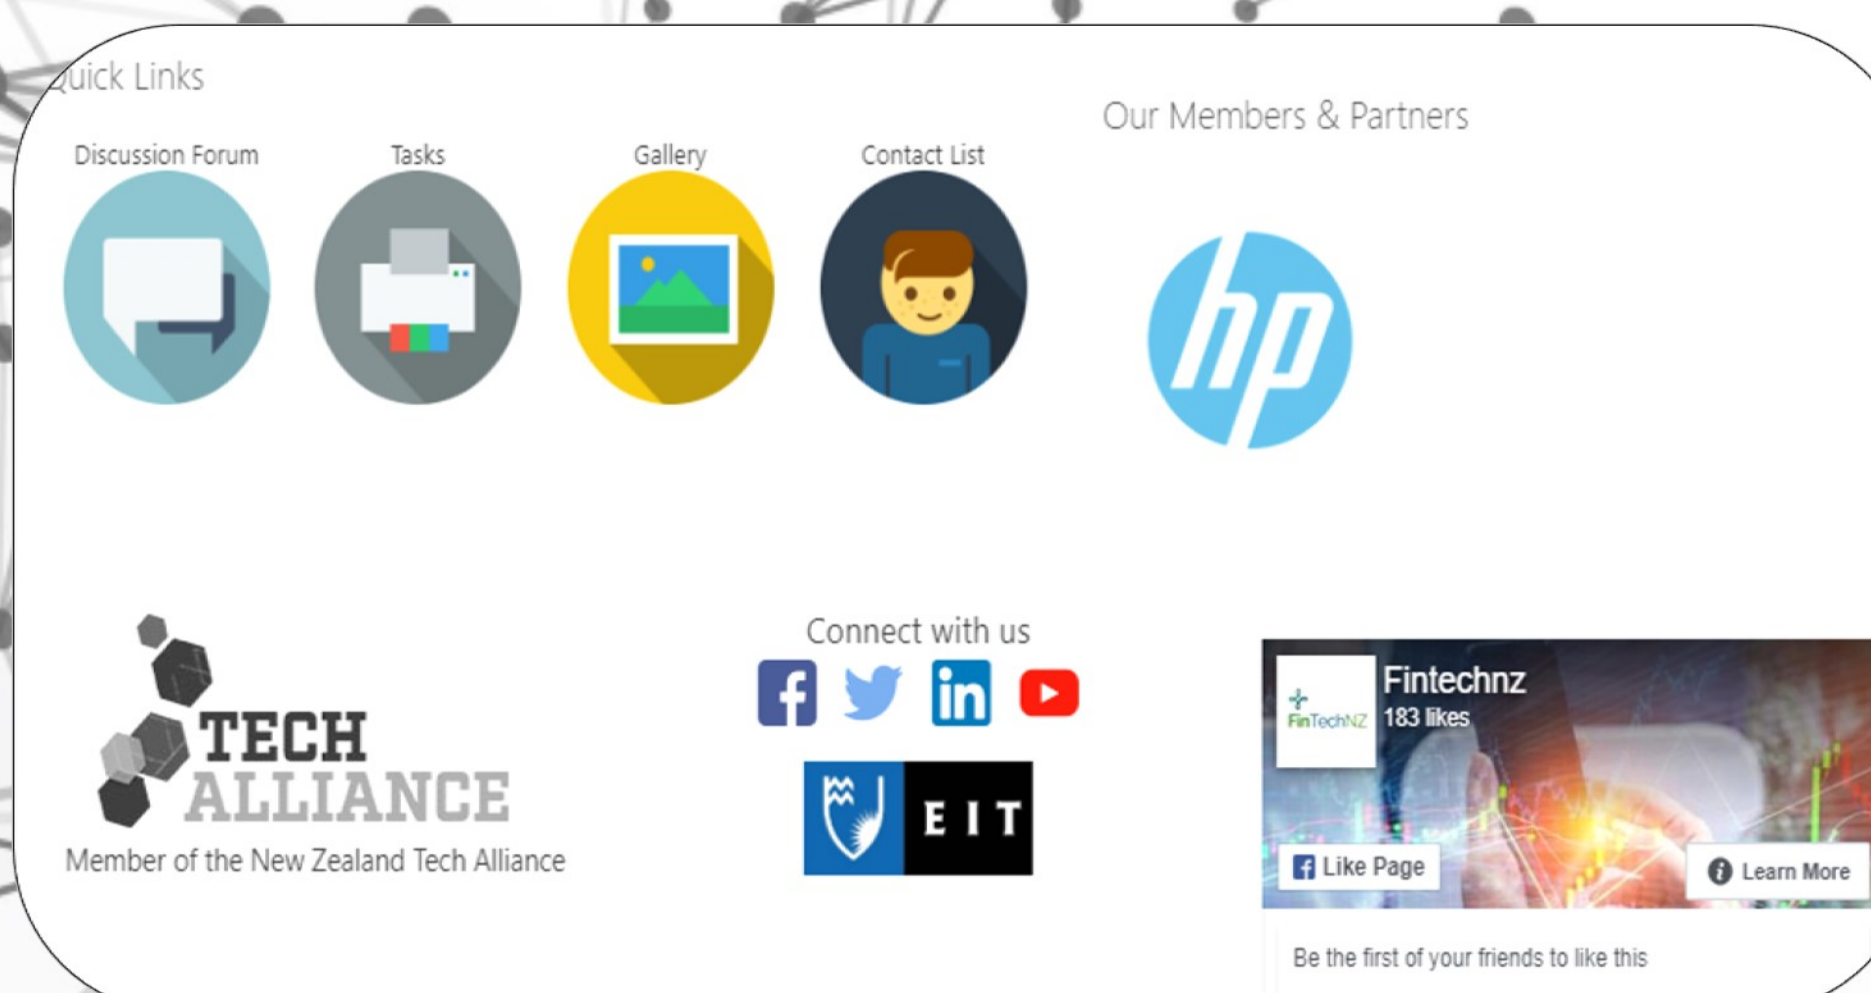 Quick Links
Our Members & Partners
Discussion Forum
Tasks
Gallery
Contact List
hp
TECH
ALLIANCE
Member of the New Zealand Tech Alliance
Connect with us
f
in
EIT
FinTechNZ
Fintechnz
183 likes
f Like Page
i Learn More
Be the first of your friends to like this